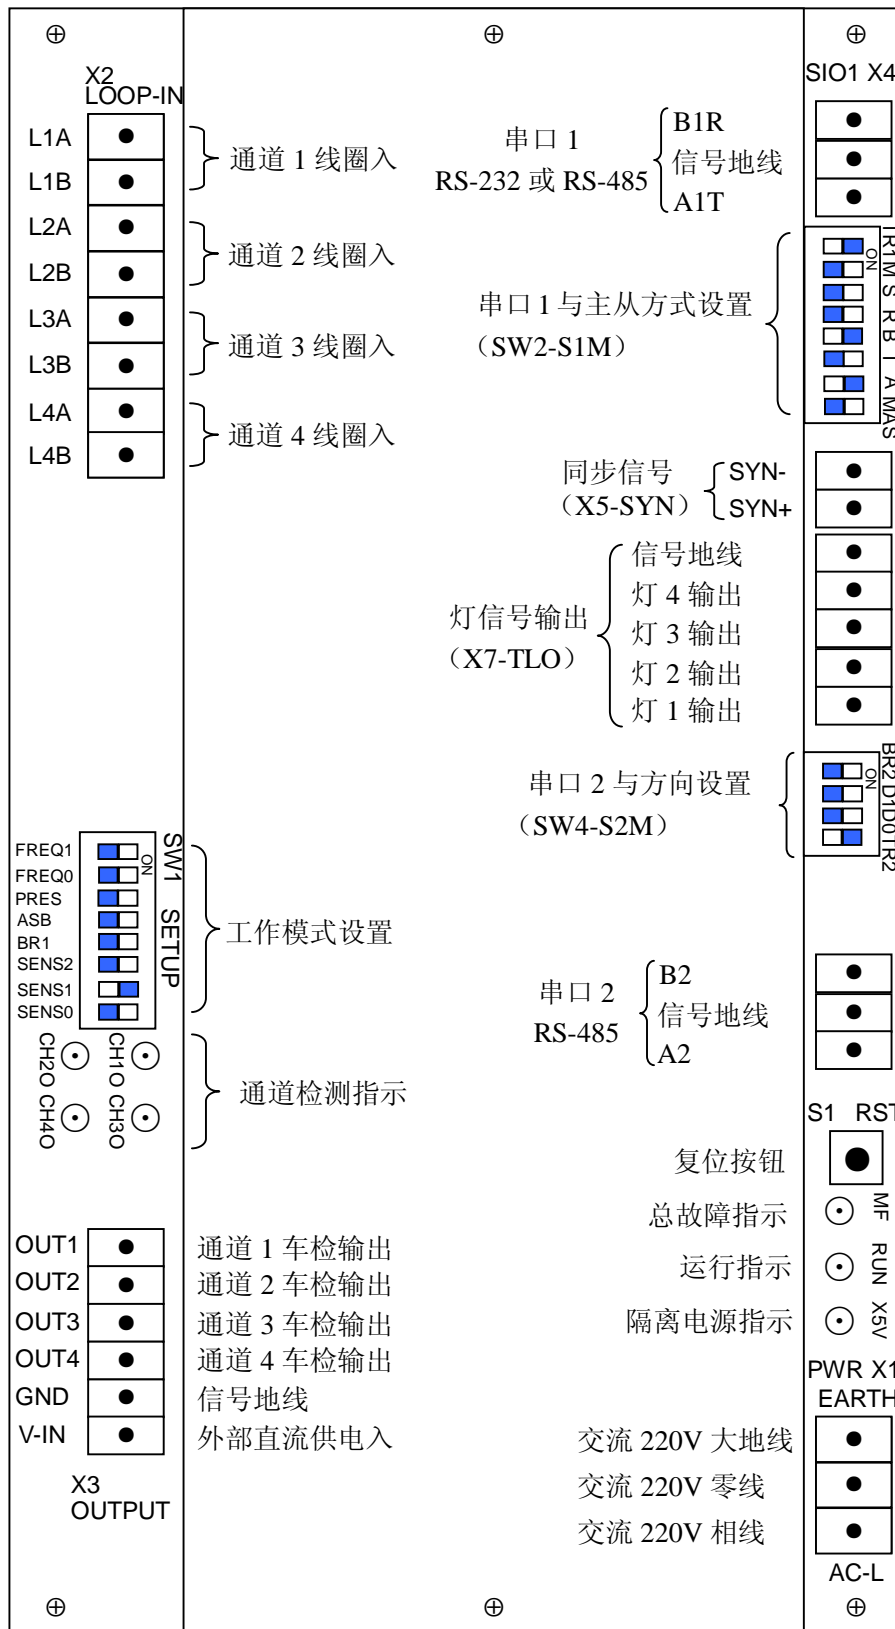 X2
LOOP-IN
L1A
L1B
通道 1 线圈入
L2A
L2B
通道 2 线圈入
L3A
L3B
通道 3 线圈入
L4A
L4B
通道 4 线圈入
FREQ1
FREQ0
PRES
ASB
BR1
SENS2
SENS1
SENS0
ON
SW1 SETUP
工作模式设置
CH2O CH1O
CH4O CH3O
通道检测指示
OUT1 通道 1 车检输出
OUT2 通道 2 车检输出
OUT3 通道 3 车检输出
OUT4 通道 4 车检输出
GND 信号地线
V-IN 外部直流供电入
X3
OUTPUT
SIO1 X4
串口 1
RS-232 或 RS-485
B1R
信号地线
A1T
串口 1 与主从方式设置
（SW2-S1M）
ON
TR1M S R B T A MAS
同步信号
（X5-SYN）
SYN-
SYN+
灯信号输出
（X7-TLO）
信号地线
灯 4 输出
灯 3 输出
灯 2 输出
灯 1 输出
串口 2 与方向设置
（SW4-S2M）
ON
BR2 D1D0TR2
串口 2
RS-485
B2
信号地线
A2
S1 RST
复位按钮
总故障指示 MF
运行指示 RUN
隔离电源指示 X5V
PWR X1
EARTH
交流 220V 大地线
交流 220V 零线
交流 220V 相线
AC-L